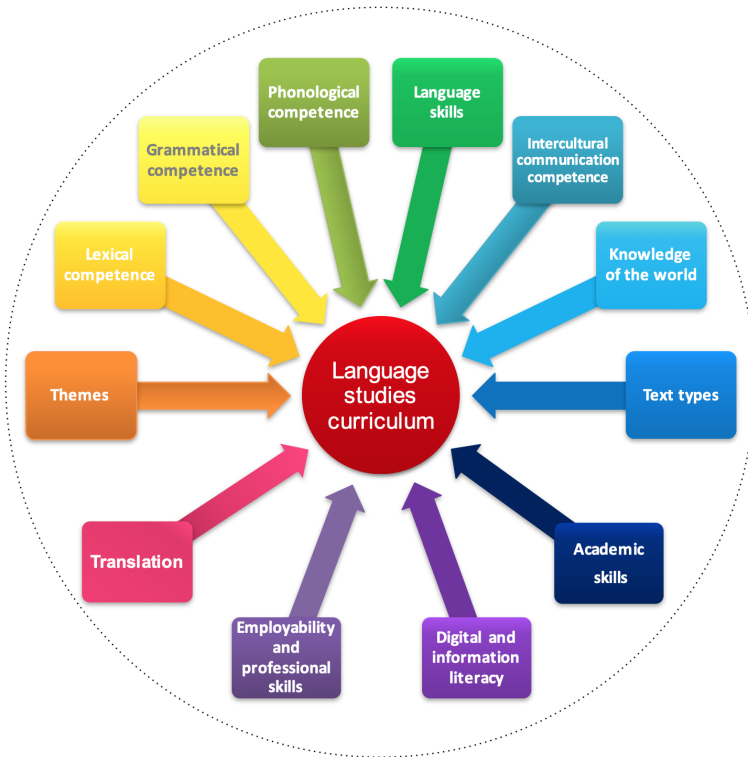 Phonological
competence
Language
skills
Intercultural
communication
competence
Knowledge
of the world
Text types
Academic
skills
Digital and
information
literacy
Employability
and
professional
skills
Translation
Themes
Lexical
competence
Grammatical
competence
Language
studies
curriculum